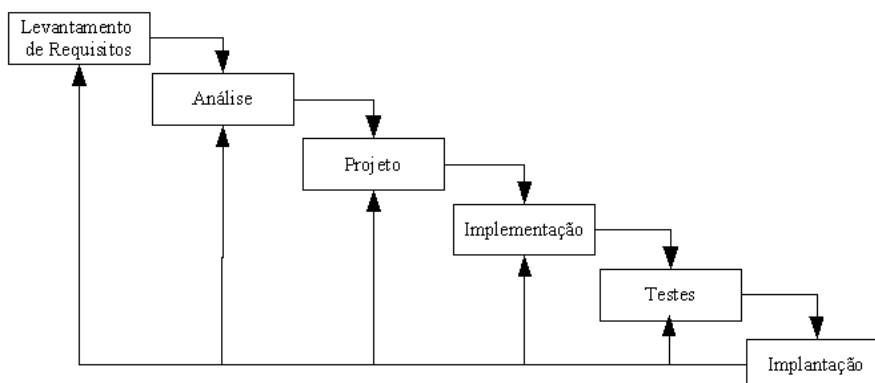 Levantamento
de Requisitos
Análise
Projeto
Implementação
Testes
Implantação